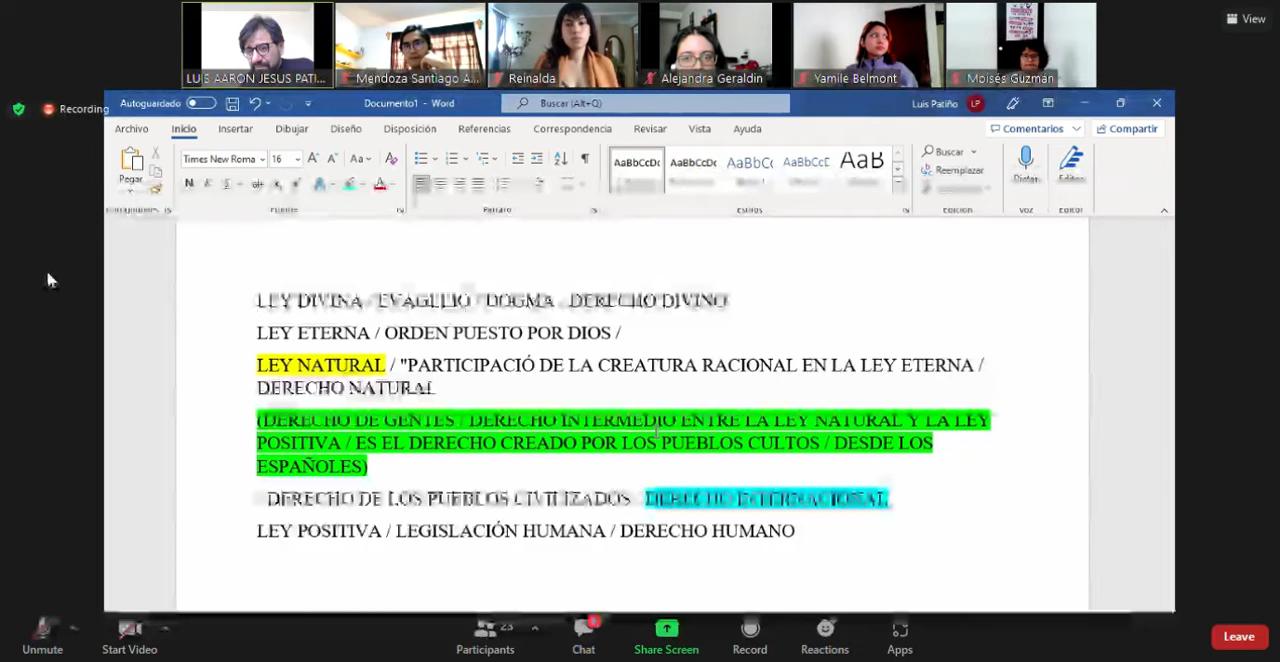 View
LUIS AARON JESUS PATI...
Mendoza Santiago A...
Reinalda
Alejandra Geraldin
Yamile Belmont
Moisés Guzmán
Recording
Autoguardado
Documento1 - Word
Buscar (Alt+Q)
Luis Patiño
LP
Archivo Inicio Insertar Dibujar Diseño Disposición Referencias Correspondencia Revisar Vista Ayuda
Comentarios
Compartir
Pegar
Times New Roma
16
Aa
AaBbCcDc AaBbCcDc AaBbCc AaBbCcD AaB
Buscar
Reemplazar
Dictar
Editor
Fuente
Párrafo
Estilos
Edición
Voz
Editor
LEY DIVINA / EVAGELIO / DOGMA DERECHO DIVINO
LEY ETERNA / ORDEN PUESTO POR DIOS /
LEY NATURAL / "PARTICIPACIÓ DE LA CREATURA RACIONAL EN LA LEY ETERNA /
DERECHO NATURAL
(DERECHO DE GENTES / DERECHO INTERMEDIO ENTRE LA LEY NATURAL Y LA LEY
POSITIVA / ES EL DERECHO CREADO POR LOS PUEBLOS CULTOS / DESDE LOS
ESPAÑOLES)
DERECHO DE LOS PUEBLOS CIVILIZADOS DERECHO INTERNACIONAL
LEY POSITIVA / LEGISLACIÓN HUMANA / DERECHO HUMANO
Unmute
Start Video
Participants
23
Chat
Share Screen
Record
Reactions
Apps
Leave